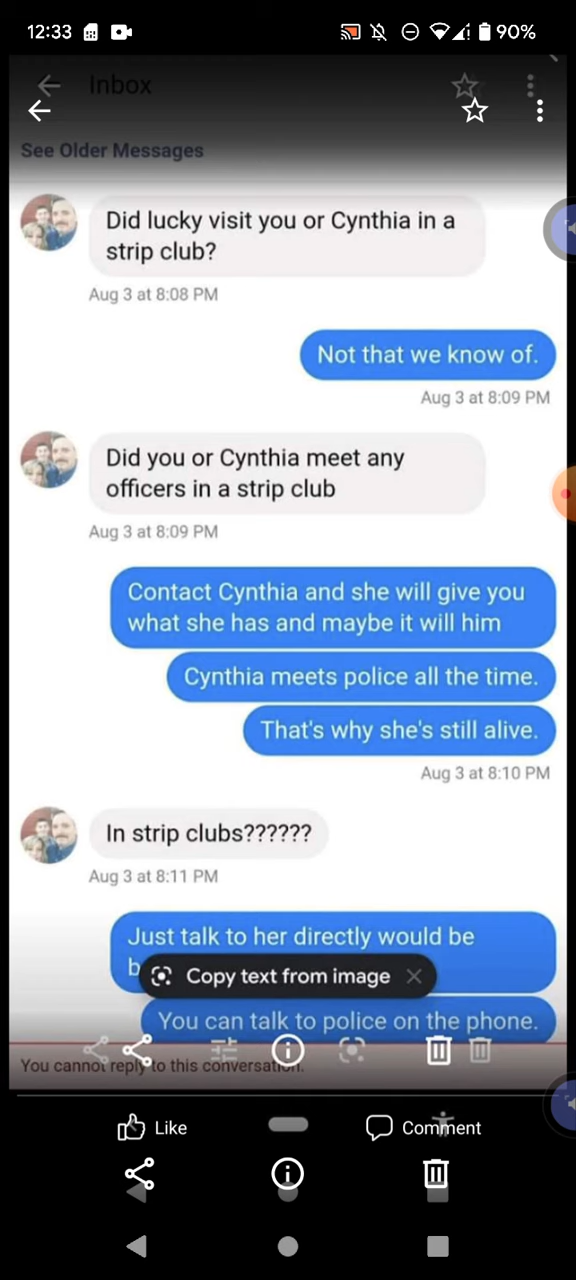 12:33
90%
Inbox
See Older Messages
Did lucky visit you or Cynthia in a
strip club?
Aug 3 at 8:08 PM
Not that we know of.
Aug 3 at 8:09 PM
Did you or Cynthia meet any
officers in a strip club
Aug 3 at 8:09 PM
Contact Cynthia and she will give you
what she has and maybe it will him
Cynthia meets police all the time.
That's why she's still alive.
Aug 3 at 8:10 PM
In strip clubs??????
Aug 3 at 8:11 PM
Just talk to her directly would be
Copy text from image
You can talk to police on the phone.
You cannot reply to this conversation.
Like
Comment